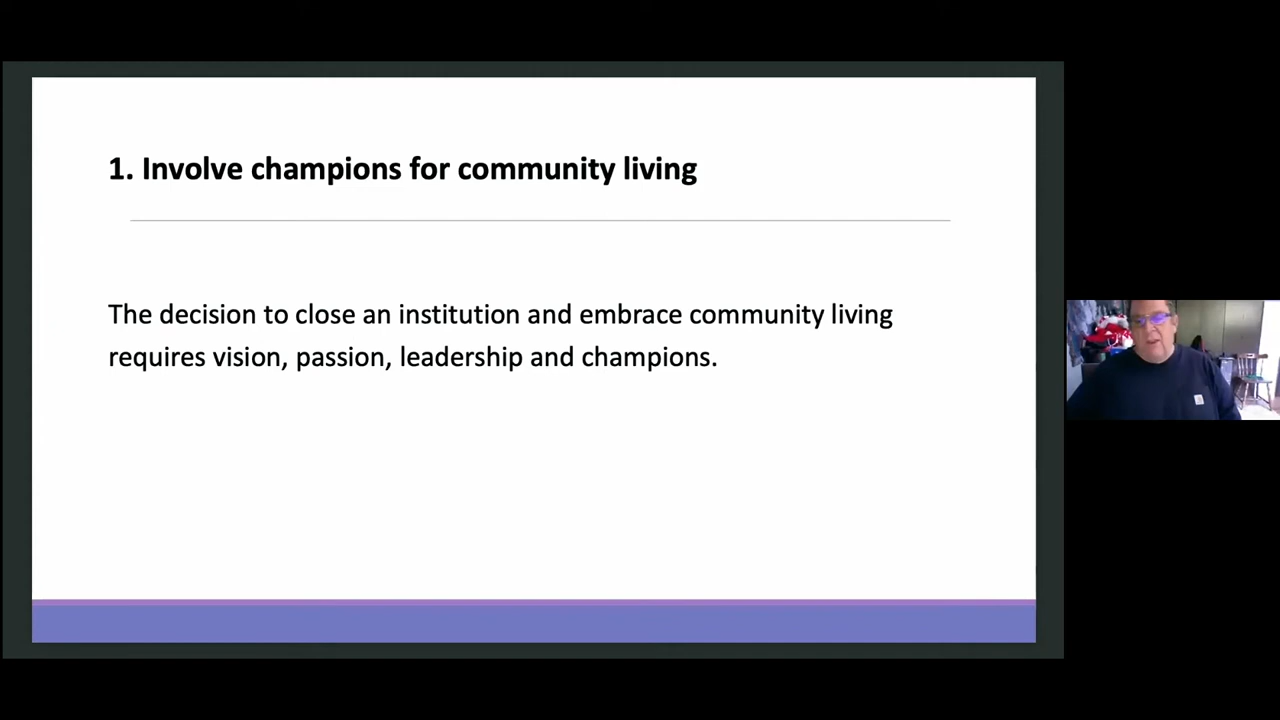 1. Involve champions for community living
The decision to close an institution and embrace community living
requires vision, passion, leadership and champions.